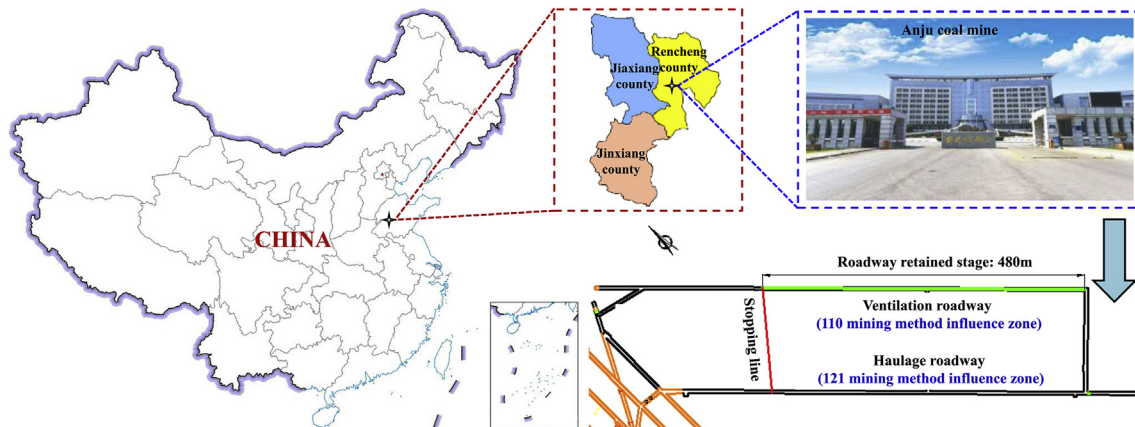 CHINA
Rencheng
county
Jiaxiang
county
Jinxiang
county
Anju coal mine
Roadway retained stage: 480m
Stopping line
Ventilation roadway
(110 mining method influence zone)
Haulage roadway
(121 mining method influence zone)